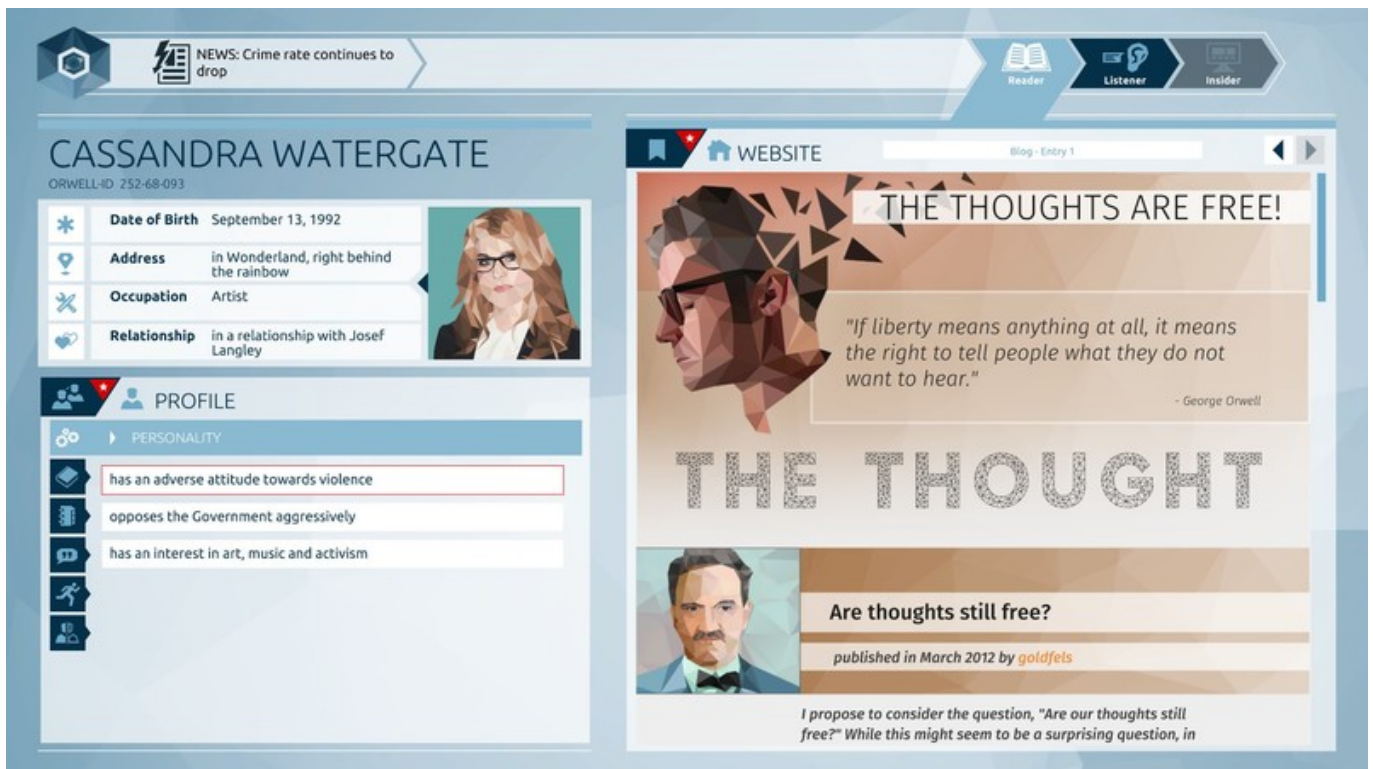 NEWS: Crime rate continues to
drop
Reader
Listener
Insider
CASSANDRA WATERGATE
ORWELL-ID 252-68-093
Date of Birth September 13, 1992
Address in Wonderland, right behind
the rainbow
Occupation Artist
Relationship in a relationship with Josef
Langley
PROFILE
PERSONALITY
has an adverse attitude towards violence
opposes the Government aggressively
has an interest in art, music and activism
WEBSITE
Blog - Entry 1
THE THOUGHTS ARE FREE!
"If liberty means anything at all, it means
the right to tell people what they do not
want to hear."
- George Orwell
THE THOUGHT
Are thoughts still free?
published in March 2012 by goldfels
I propose to consider the question, "Are our thoughts still
free?" While this might seem to be a surprising question, in